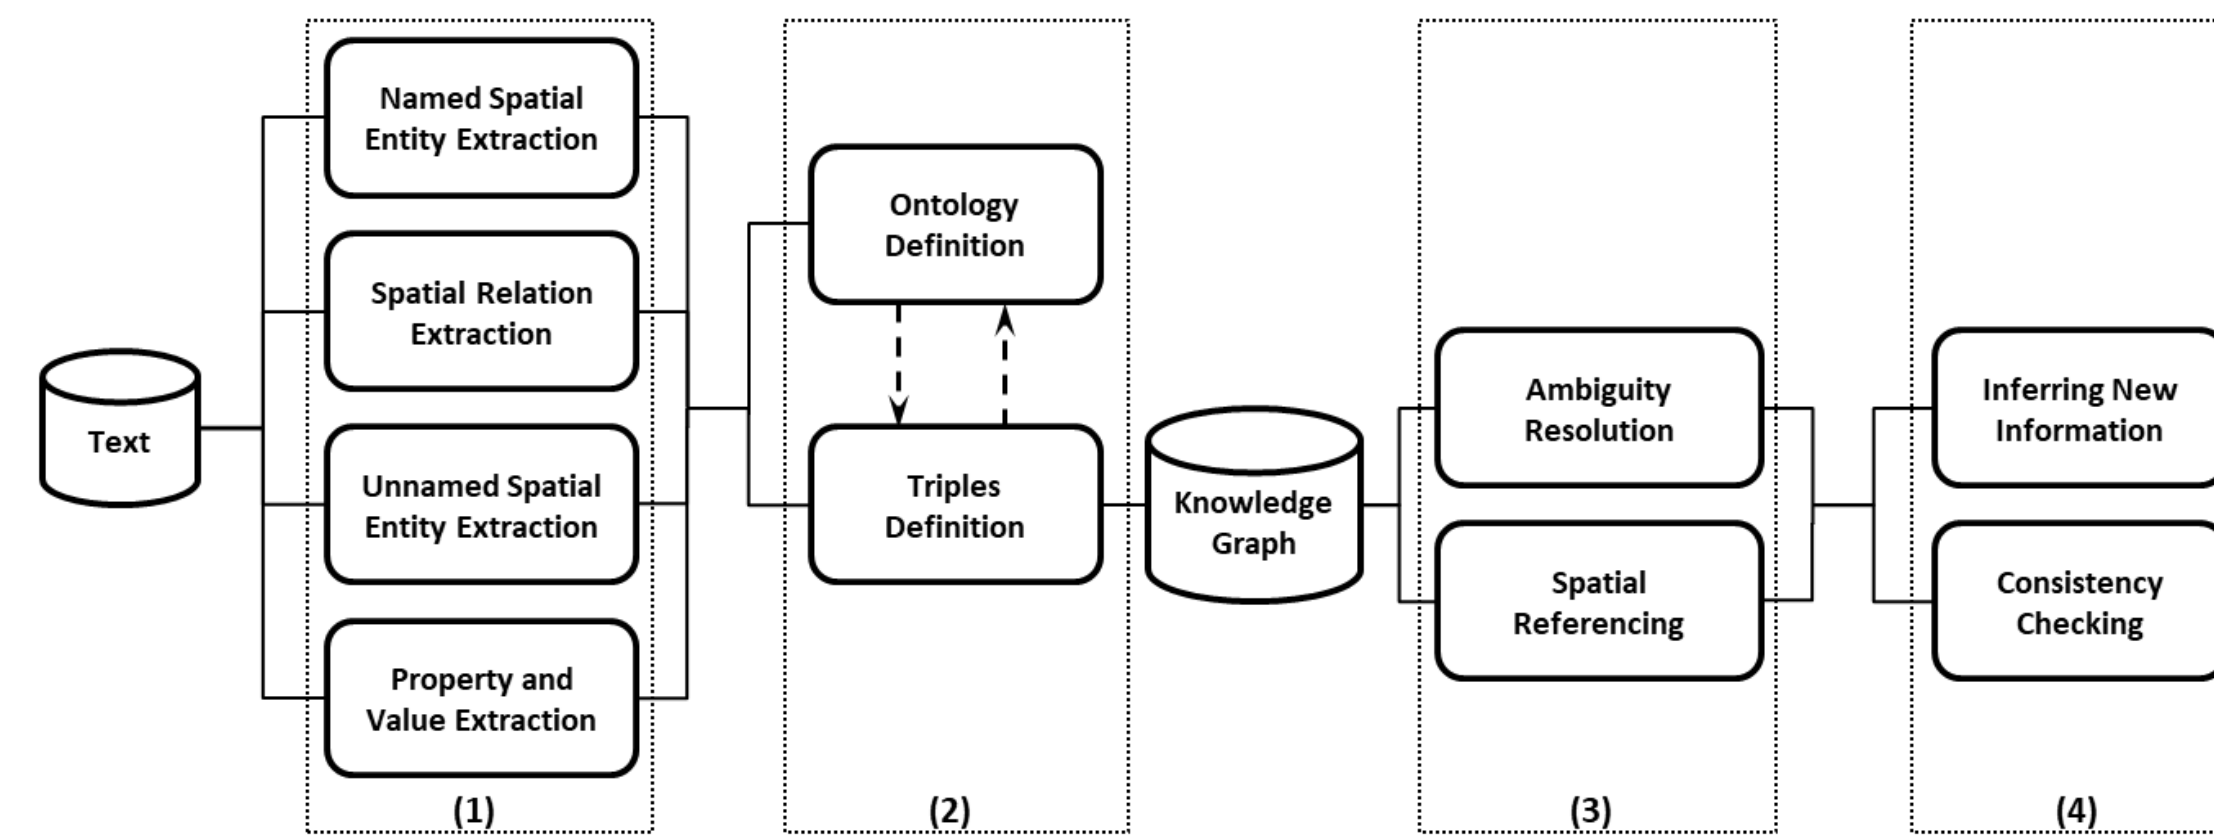 Text
Named Spatial
Entity Extraction
Spatial Relation
Extraction
Unnamed Spatial
Entity Extraction
Property and
Value Extraction
(1)
Ontology
Definition
Triples
Definition
(2)
Knowledge
Graph
Ambiguity
Resolution
Spatial
Referencing
(3)
Inferring New
Information
Consistency
Checking
(4)